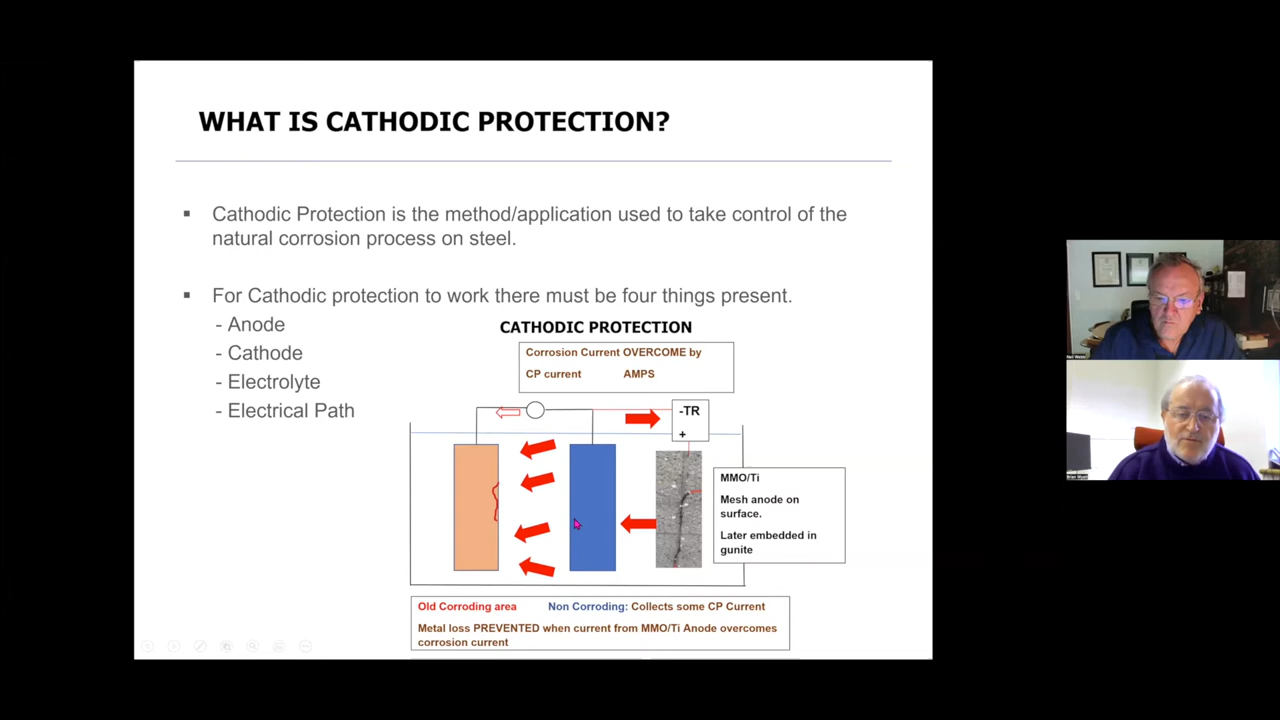 WHAT IS CATHODIC PROTECTION?
▪ Cathodic Protection is the method/application used to take control of the
natural corrosion process on steel.
▪ For Cathodic protection to work there must be four things present.
- Anode
- Cathode
- Electrolyte
- Electrical Path
CATHODIC PROTECTION
Corrosion Current OVERCOME by
CP current AMPS
-TR
+
MMO/Ti
Mesh anode on
surface.
Later embedded in
gunite
Old Corroding area Non Corroding: Collects some CP Current
Metal loss PREVENTED when current from MMO/Ti Anode overcomes
corrosion current